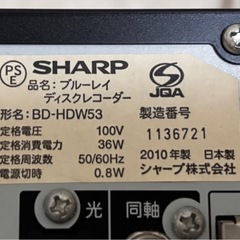 PSE SHARP JQA
品名：ブルーレイ
ディスクレコーダー
形名：BD-HDW53 製造番号
定格電圧 100V 1136721
定格消費電力 36W
定格周波数 50/60Hz 2010年製 日本製
電源切時 0.8W シャープ株式会社
光 同軸